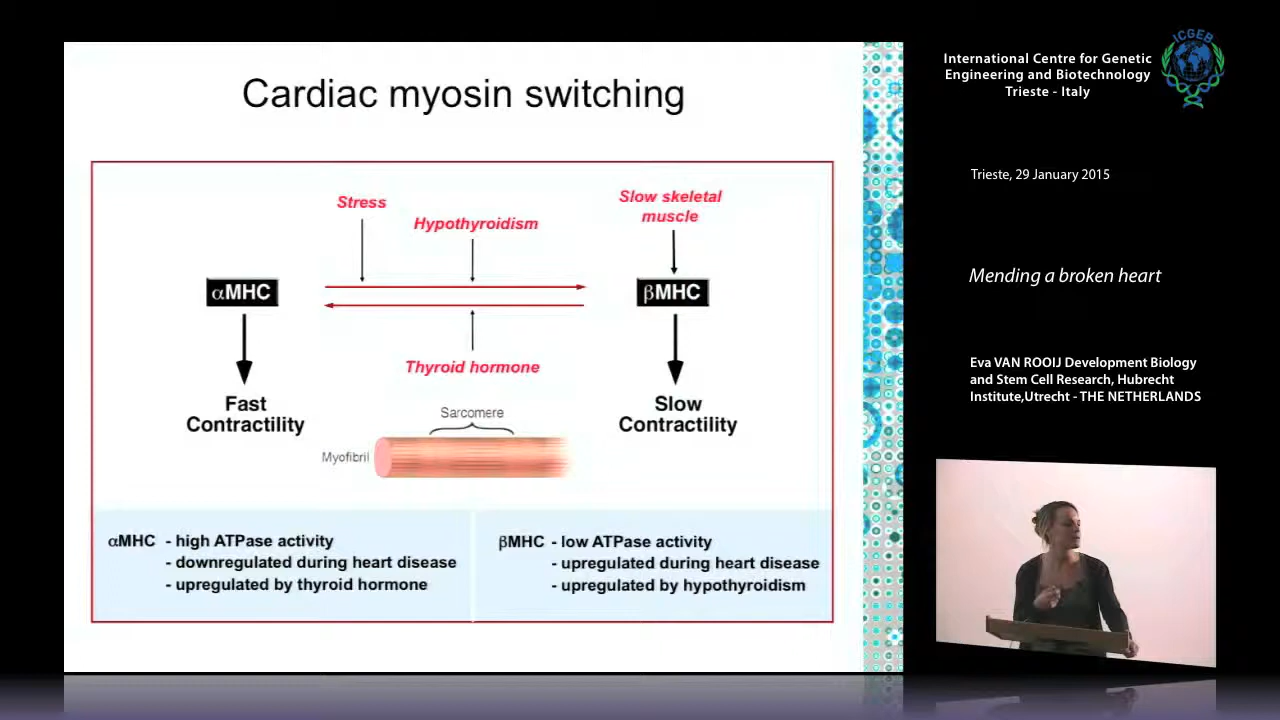 Cardiac myosin switching
Stress
Hypothyroidism
Slow skeletal
muscle
αMHC
βMHC
Thyroid hormone
Fast
Contractility
Slow
Contractility
Sarcomere
Myofibril
αMHC - high ATPase activity
- downregulated during heart disease
- upregulated by thyroid hormone
βMHC - low ATPase activity
- upregulated during heart disease
- upregulated by hypothyroidism
International Centre for Genetic
Engineering and Biotechnology
Trieste - Italy
ICGEB
Trieste, 29 January 2015
Mending a broken heart
Eva VAN ROOIJ Development Biology
and Stem Cell Research, Hubrecht
Institute,Utrecht - THE NETHERLANDS